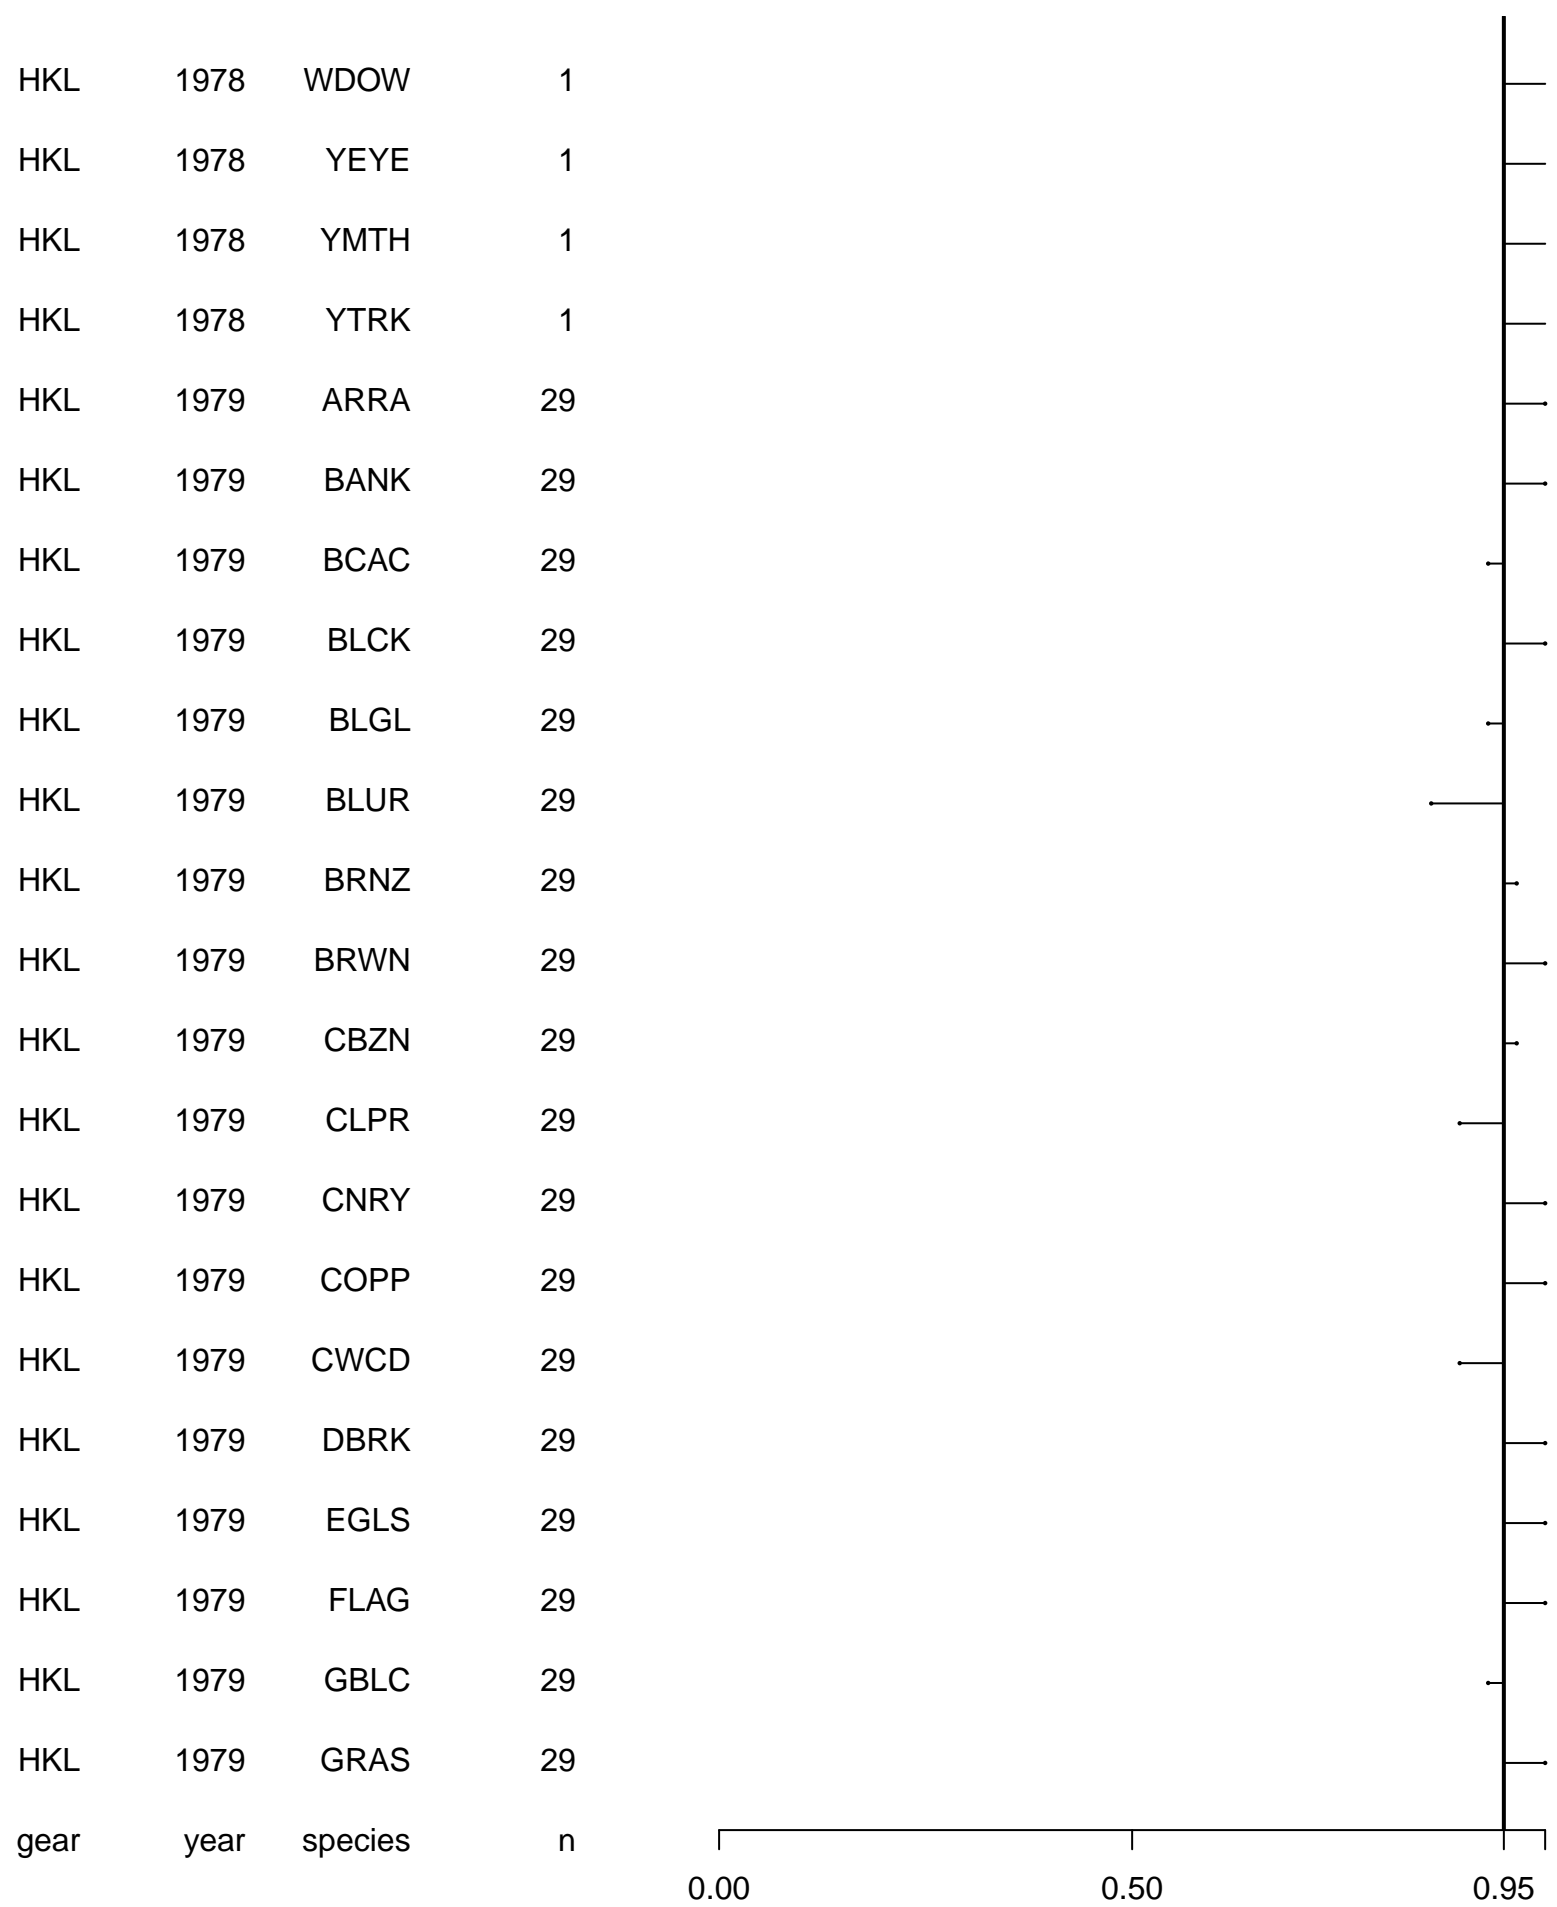 HKL 1978 WDOW 1
HKL 1978 YEYE 1
HKL 1978 YMTH 1
HKL 1978 YTRK 1
HKL 1979 ARRA 29
HKL 1979 BANK 29
HKL 1979 BCAC 29
HKL 1979 BLCK 29
HKL 1979 BLGL 29
HKL 1979 BLUR 29
HKL 1979 BRNZ 29
HKL 1979 BRWN 29
HKL 1979 CBZN 29
HKL 1979 CLPR 29
HKL 1979 CNRY 29
HKL 1979 COPP 29
HKL 1979 CWCD 29
HKL 1979 DBRK 29
HKL 1979 EGLS 29
HKL 1979 FLAG 29
HKL 1979 GBLC 29
HKL 1979 GRAS 29
gear year species n
0.00 0.50 0.95